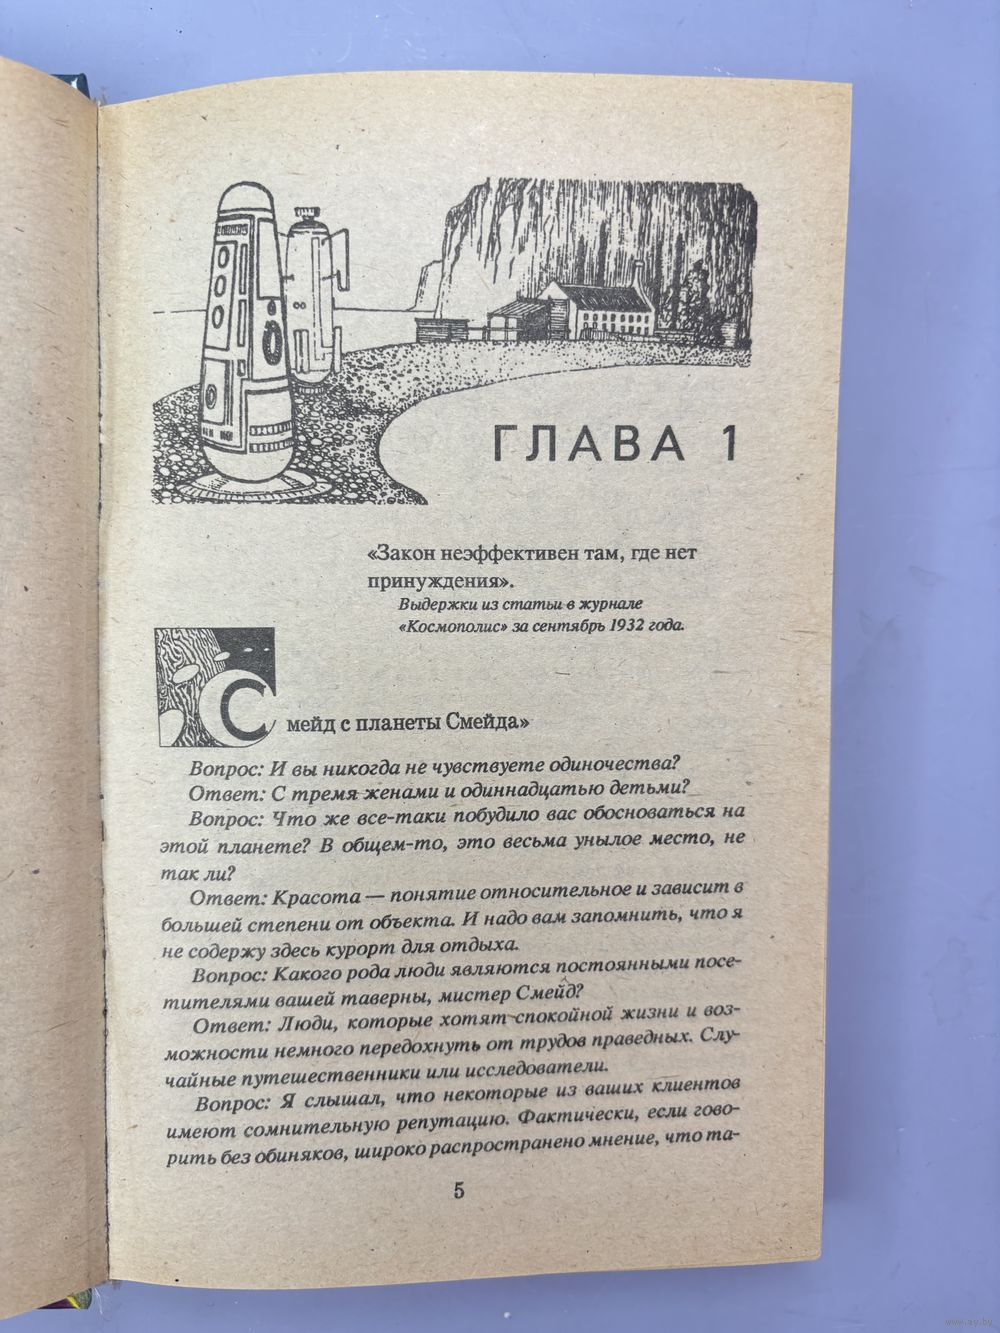 ГЛАВА 1
«Закон неэффективен там, где нет
принуждения».
Выдержки из статьи в журнале
«Космополис» за сентябрь 1932 года.
Смейд с планеты Смейда»
Вопрос: И вы никогда не чувствуете одиночества?
Ответ: С тремя женами и одиннадцатью детьми?
Вопрос: Что же все-таки побудило вас обосноваться на
этой планете? В общем-то, это весьма унылое место, не
так ли?
Ответ: Красота — понятие относительное и зависит в
большей степени от объекта. И надо вам запомнить, что я
не содержу здесь курорт для отдыха.
Вопрос: Какого рода люди являются постоянными посе-
тителями вашей таверны, мистер Смейд?
Ответ: Люди, которые хотят спокойной жизни и воз-
можности немного передохнуть от трудов праведных. Слу-
чайные путешественники или исследователи.
Вопрос: Я слышал, что некоторые из ваших клиентов
имеют сомнительную репутацию. Фактически, если гово-
рить без обиняков, широко распространено мнение, что та-
5
www.ay.by